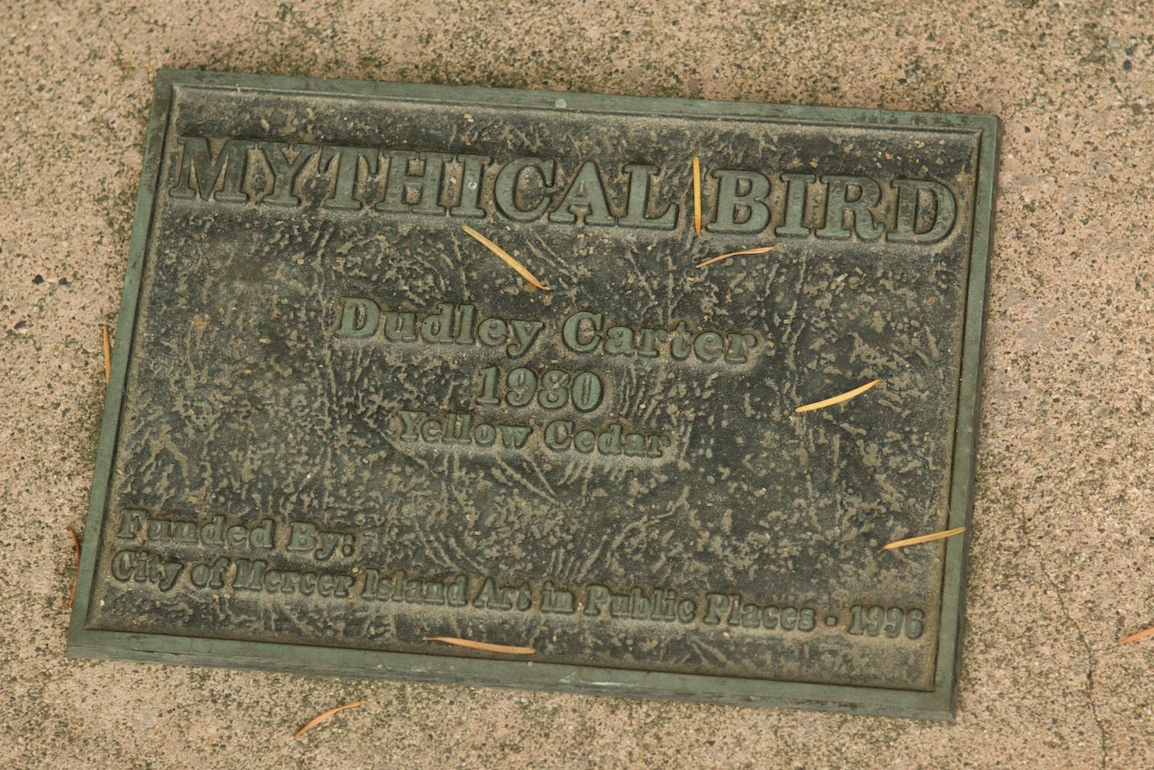 MYTHICAL BIRD
Dudley Carter
1980
Yellow Cedar
Funded By:
City of Mercer Island Art in Public Places · 1996